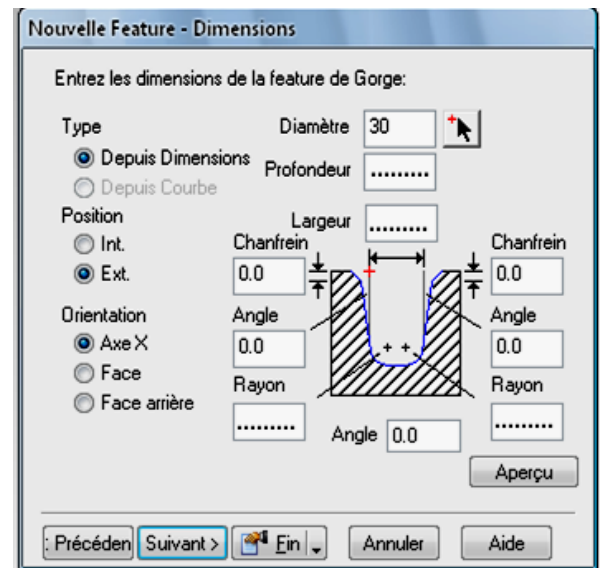 Nouvelle Feature - Dimensions
Entrez les dimensions de la feature de Gorge:
Type
Diamètre 30
Depuis Dimensions
Profondeur .........
Depuis Courbe
Position
Largeur .........
Int.
Chanfrein
Chanfrein
Ext.
0.0
0.0
Orientation
Angle
Angle
Axe X
0.0
0.0
Face
Rayon
Rayon
Face arrière
.........
.........
Angle 0.0
Aperçu
: Précéden Suivant > Fin Annuler Aide